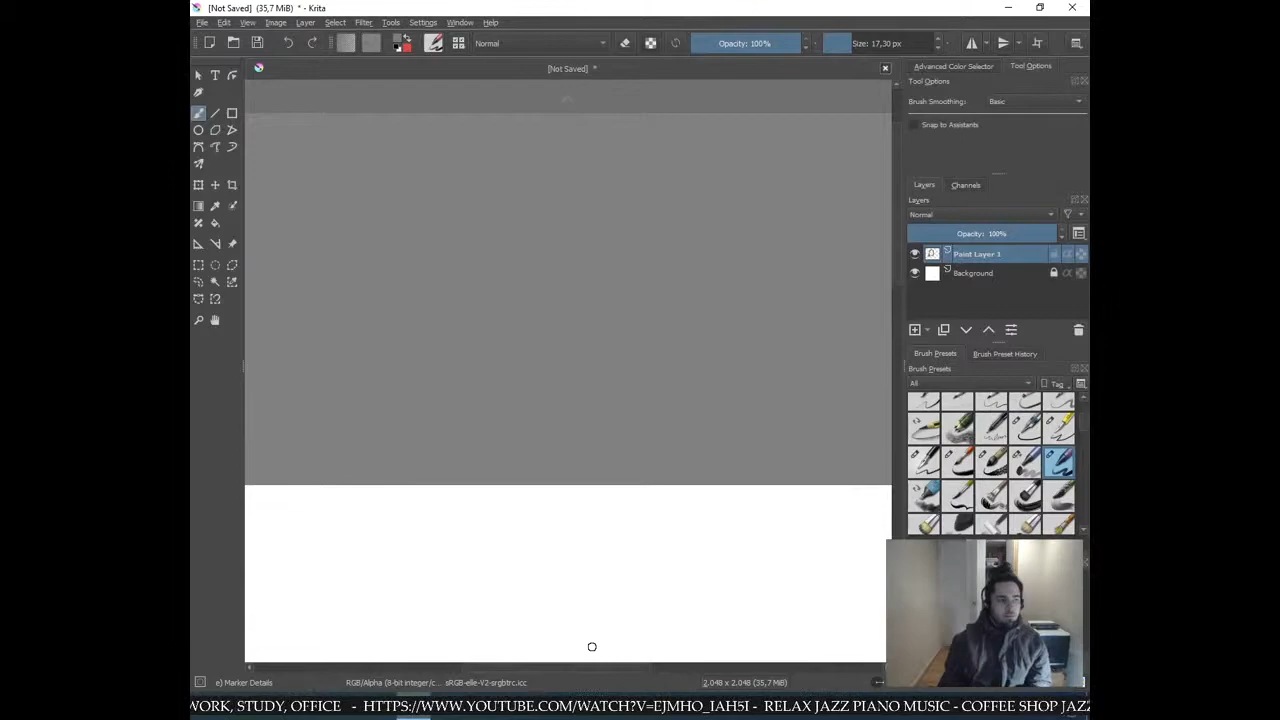 [Not Saved] (35,7 MiB) * - Krita
File Edit View Image Layer Select Filter Tools Settings Window Help
Normal Opacity: 100% Size: 17,30 px
[Not Saved] *
Advanced Color Selector Tool Options
Tool Options
Brush Smoothing: Basic
Snap to Assistants
Layers Channels
Layers
Normal
Opacity: 100%
Paint Layer 1
Background
Brush Presets Brush Preset History
Brush Presets
All Tag
e) Marker Details RGB/Alpha (8-bit integer/c... sRGB-elle-V2-srgbtrc.icc 2.048 x 2.048 (35,7 MiB)
WORK, STUDY, OFFICE - HTTPS://WWW.YOUTUBE.COM/WATCH?V=EJMHO_IAH5I - RELAX JAZZ PIANO MUSIC - COFFEE SHOP JAZZ